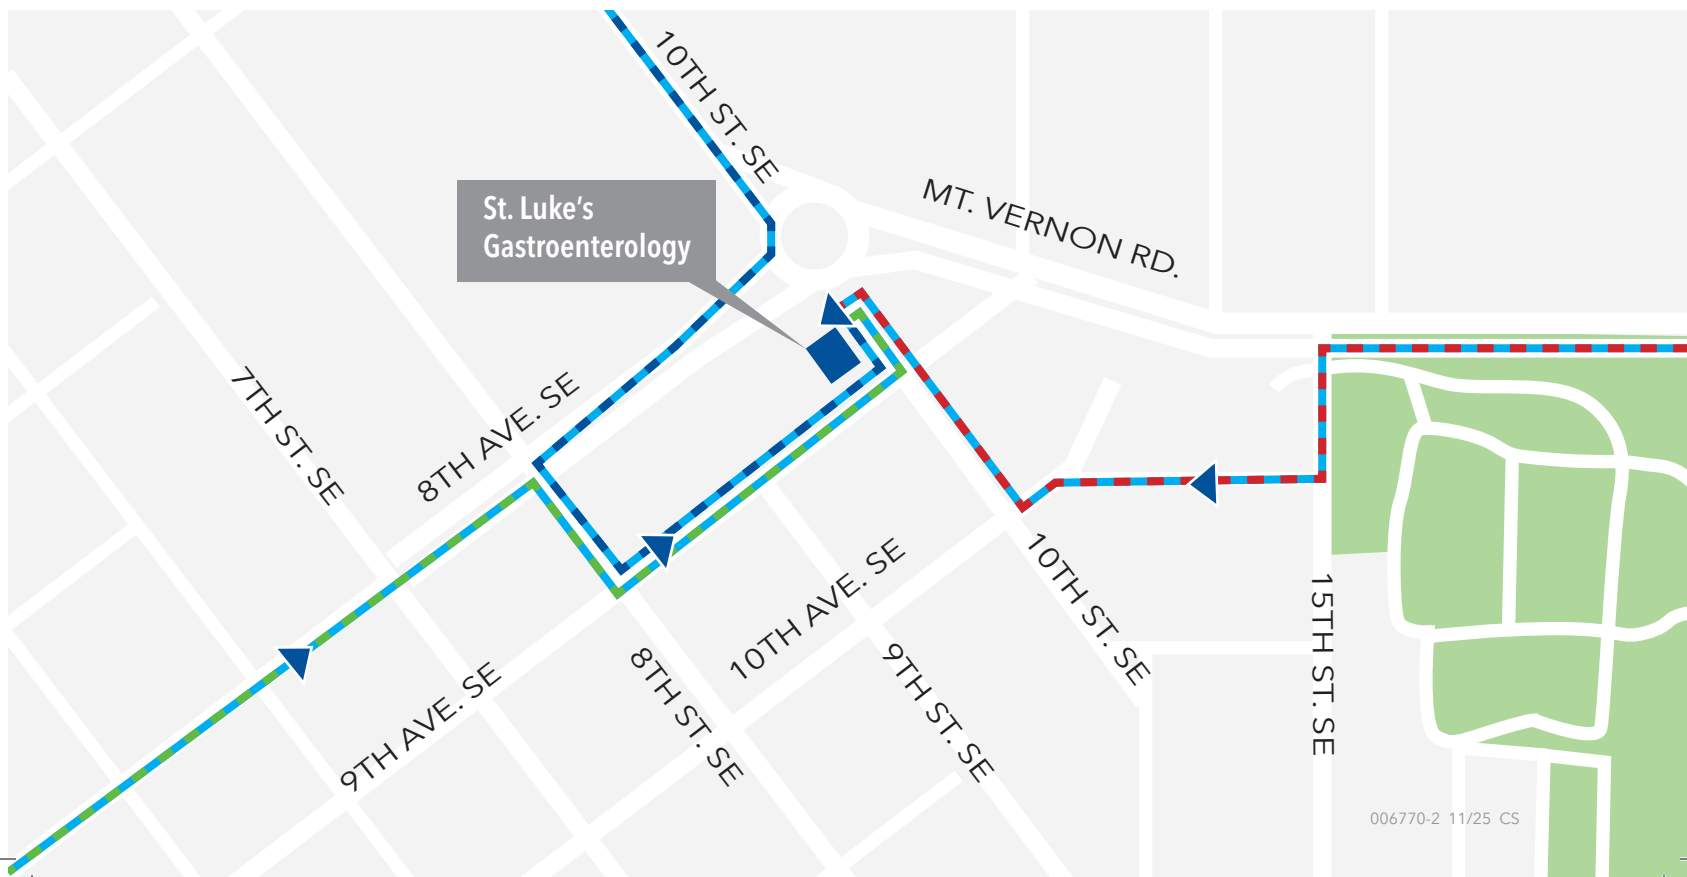 10TH ST. SE
MT. VERNON RD.
St. Luke’s
Gastroenterology
7TH ST. SE
8TH AVE. SE
10TH AVE. SE
10TH ST. SE
15TH ST. SE
9TH AVE. SE
8TH ST. SE
9TH ST. SE
006770-2 11/25 CS